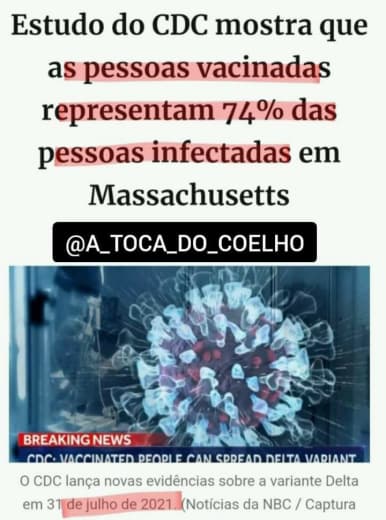 Estudo do CDC mostra que
as pessoas vacinadas
representam 74% das
pessoas infectadas em
Massachusetts
@A_TOCA_DO_COELHO
BREAKING NEWS
CDC: VACCINATED PEOPLE CAN SPREAD DELTA VARIANT
O CDC lança novas evidências sobre a variante Delta
em 31 de julho de 2021. (Notícias da NBC / Captura